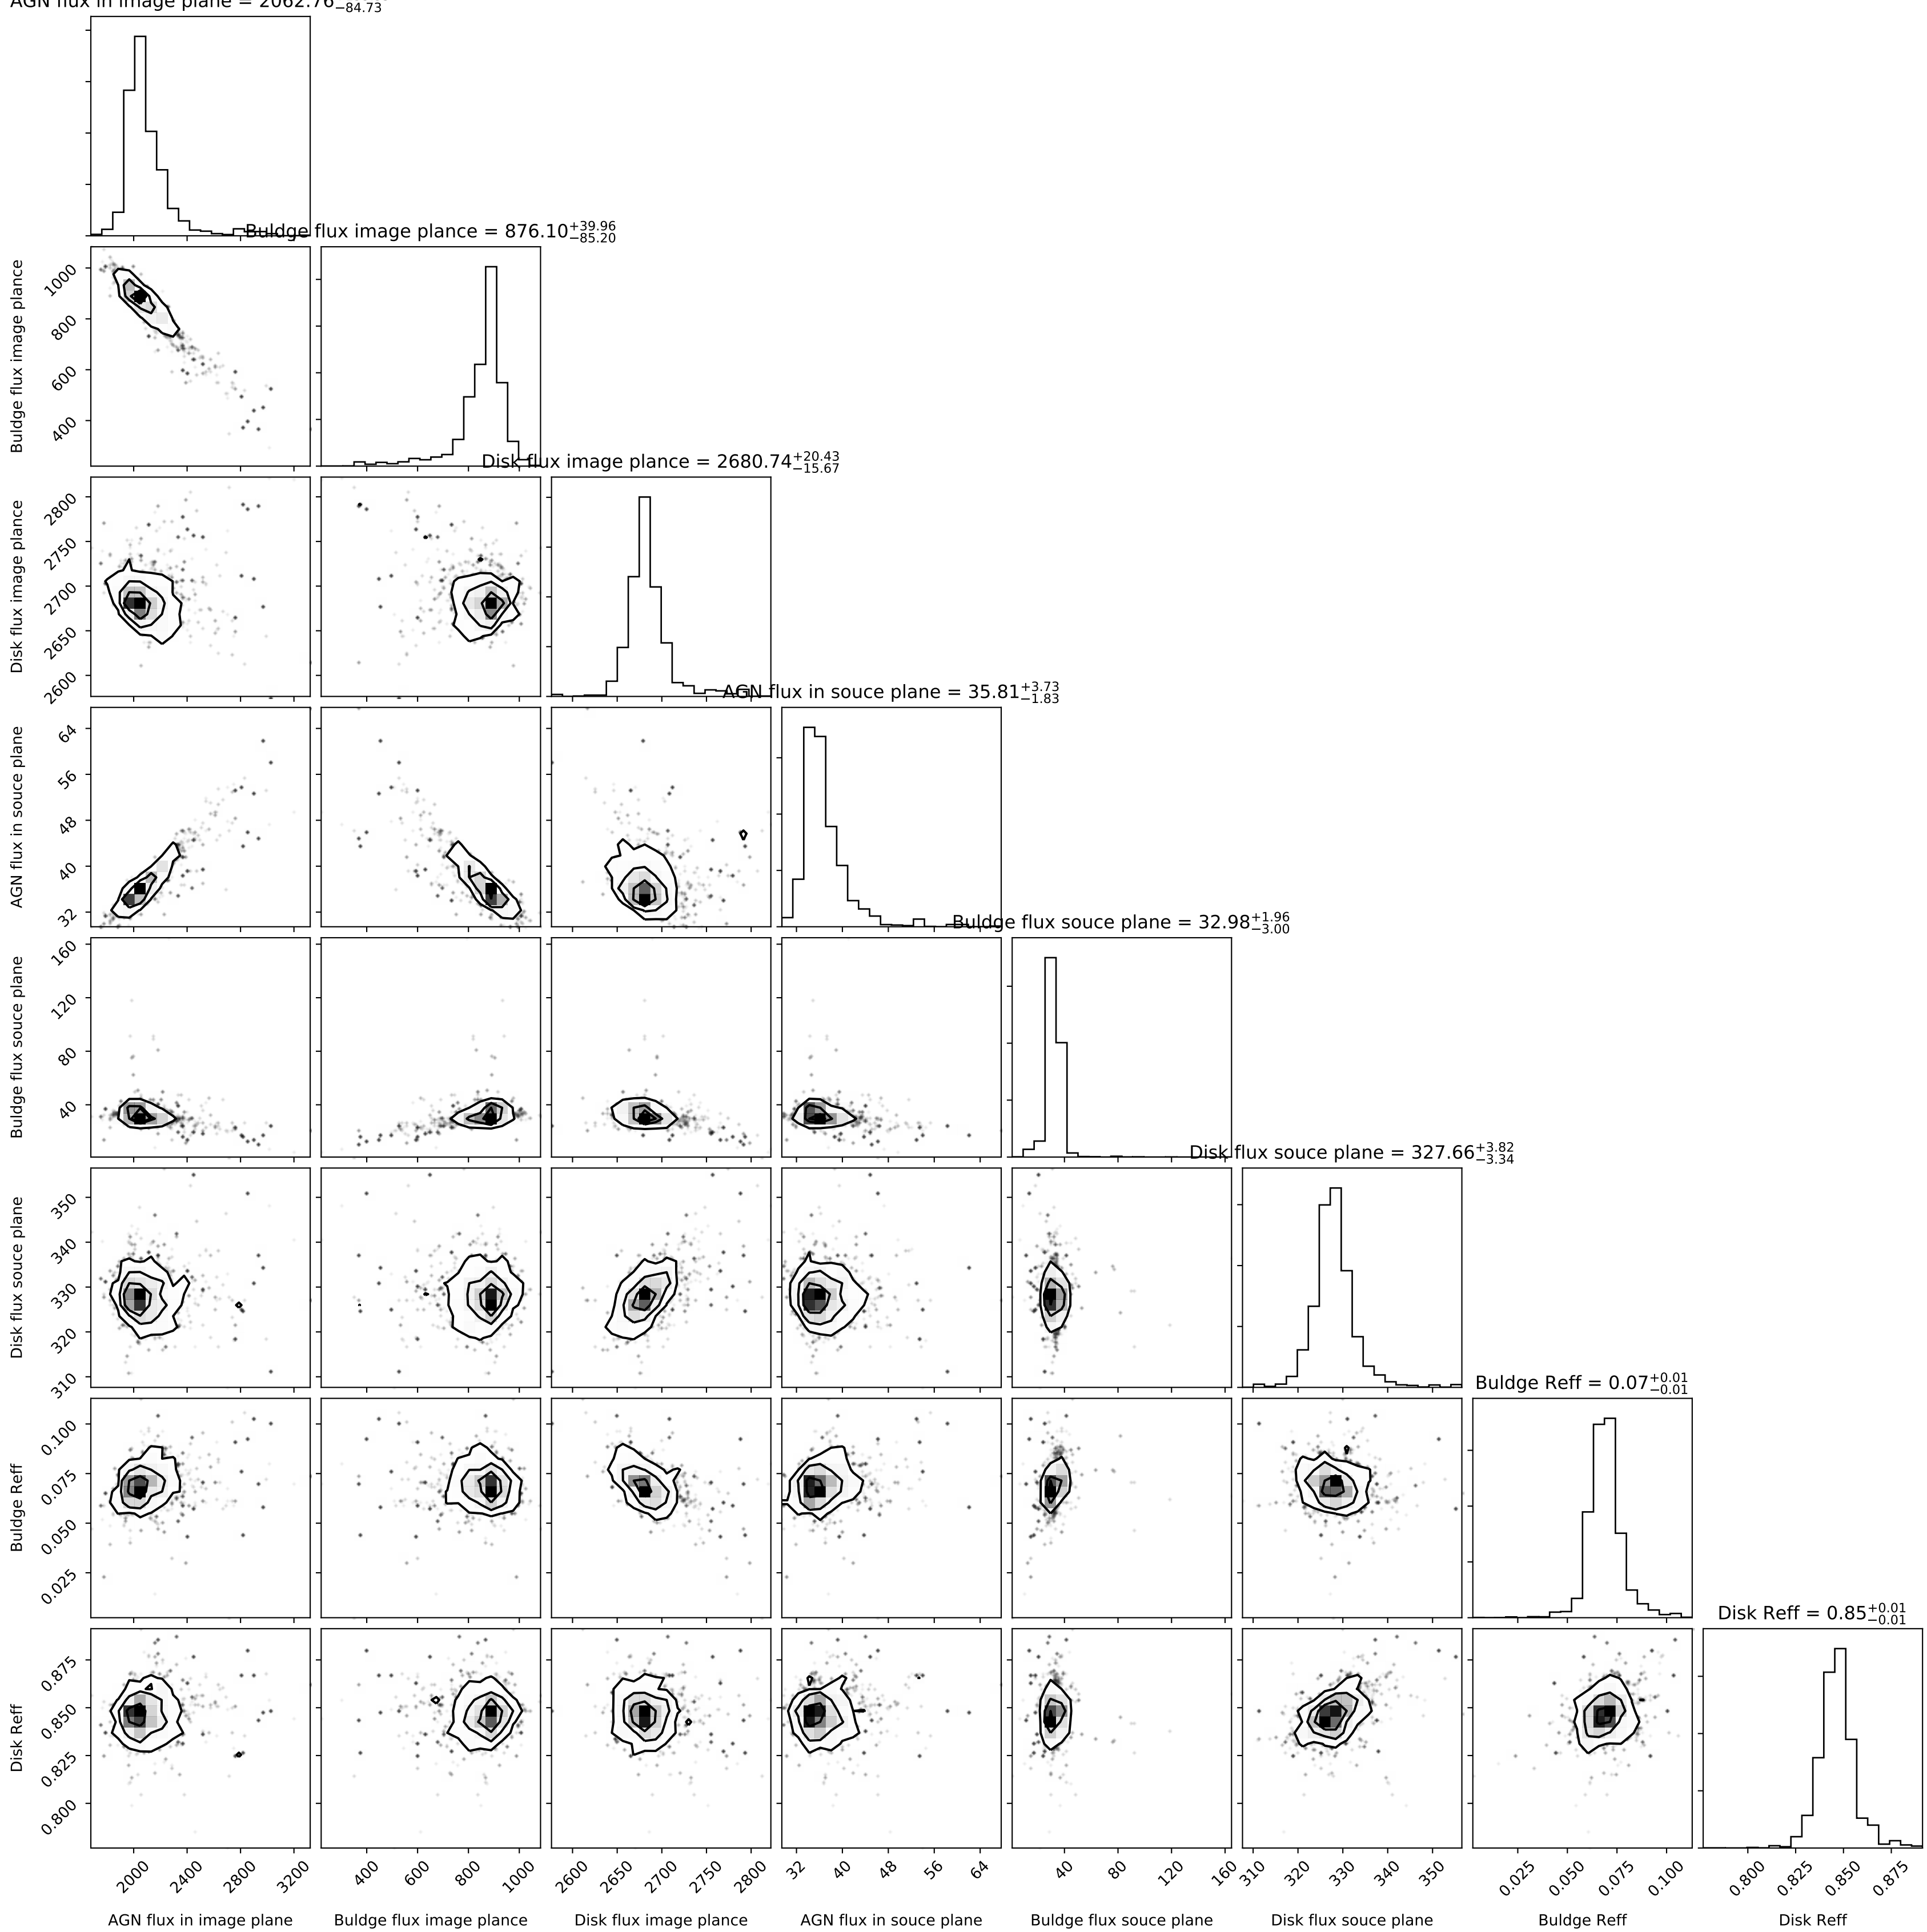 AGN flux in image plane = 2062.76 −84.73
Buldge flux image plance = 876.10 +39.96 −85.20
1000
800
600
400
Buldge flux image plance
Disk flux image plance = 2680.74 +20.43 −15.67
2800
2750
2700
2650
2600
Disk flux image plance
AGN flux in souce plane = 35.81 +3.73 −1.83
64
56
48
40
32
AGN flux in souce plane
Buldge flux souce plane = 32.98 +1.96 −3.00
160
120
80
40
Buldge flux souce plane
Disk flux souce plane = 327.66 +3.82 −3.34
350
340
330
320
310
Disk flux souce plane
Buldge Reff = 0.07 +0.01 −0.01
0.100
0.075
0.050
0.025
Buldge Reff
Disk Reff = 0.85 +0.01 −0.01
0.875
0.850
0.825
0.800
Disk Reff
2000 2400 2800 3200 400 600 800 1000 2600 2650 2700 2750 2800 32 40 48 56 64 40 80 120 160 310 320 330 340 350 0.025 0.050 0.075 0.100 0.800 0.825 0.850 0.875
AGN flux in image plane Buldge flux image plance Disk flux image plance AGN flux in souce plane Buldge flux souce plane Disk flux souce plane Buldge Reff Disk Reff